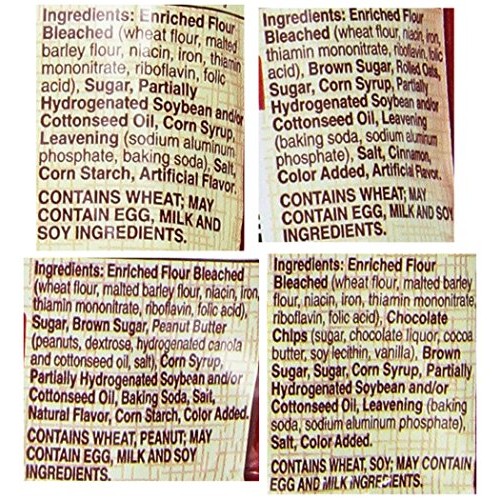 Ingredients: Enriched Flour
Bleached (wheat flour, malted
barley flour, niacin, iron, thiamin
mononitrate, riboflavin, folic
acid), Sugar, Partially
Hydrogenated Soybean and/or
Cottonseed Oil, Corn Syrup,
Leavening (sodium aluminum
phosphate, baking soda), Salt,
Corn Starch, Artificial Flavor.
CONTAINS WHEAT; MAY
CONTAIN EGG, MILK AND
SOY INGREDIENTS.
Ingredients: Enriched Flour
Bleached (wheat flour, niacin, iron,
thiamin mononitrate, riboflavin, folic
acid), Brown Sugar, Rolled Oats,
Sugar, Corn Syrup, Partially
Hydrogenated Soybean and/or
Cottonseed Oil, Leavening
(baking soda, sodium aluminum
phosphate), Salt, Cinnamon,
Color Added, Artificial Flavor.
CONTAINS WHEAT; MAY
CONTAIN EGG, MILK AND SOY
INGREDIENTS.
Ingredients: Enriched Flour Bleached
(wheat flour, malted barley flour, niacin, iron,
thiamin mononitrate, riboflavin, folic acid),
Sugar, Brown Sugar, Peanut Butter
(peanuts, dextrose, hydrogenated canola
and cottonseed oil, salt), Corn Syrup,
Partially Hydrogenated Soybean and/or
Cottonseed Oil, Baking Soda, Salt,
Natural Flavor, Corn Starch, Color Added.
CONTAINS WHEAT, PEANUT; MAY
CONTAIN EGG, MILK AND SOY
INGREDIENTS.
Ingredients: Enriched Flour
Bleached (wheat flour, malted barley
flour, niacin, iron, thiamin mononitrate,
riboflavin, folic acid), Chocolate
Chips (sugar, chocolate liquor, cocoa
butter, soy lecithin, vanilla), Brown
Sugar, Sugar, Corn Syrup, Partially
Hydrogenated Soybean and/or
Cottonseed Oil, Leavening (baking
soda, sodium aluminum phosphate),
Salt, Color Added.
CONTAINS WHEAT, SOY; MAY CONTAIN
EGG AND MILK INGREDIENTS.